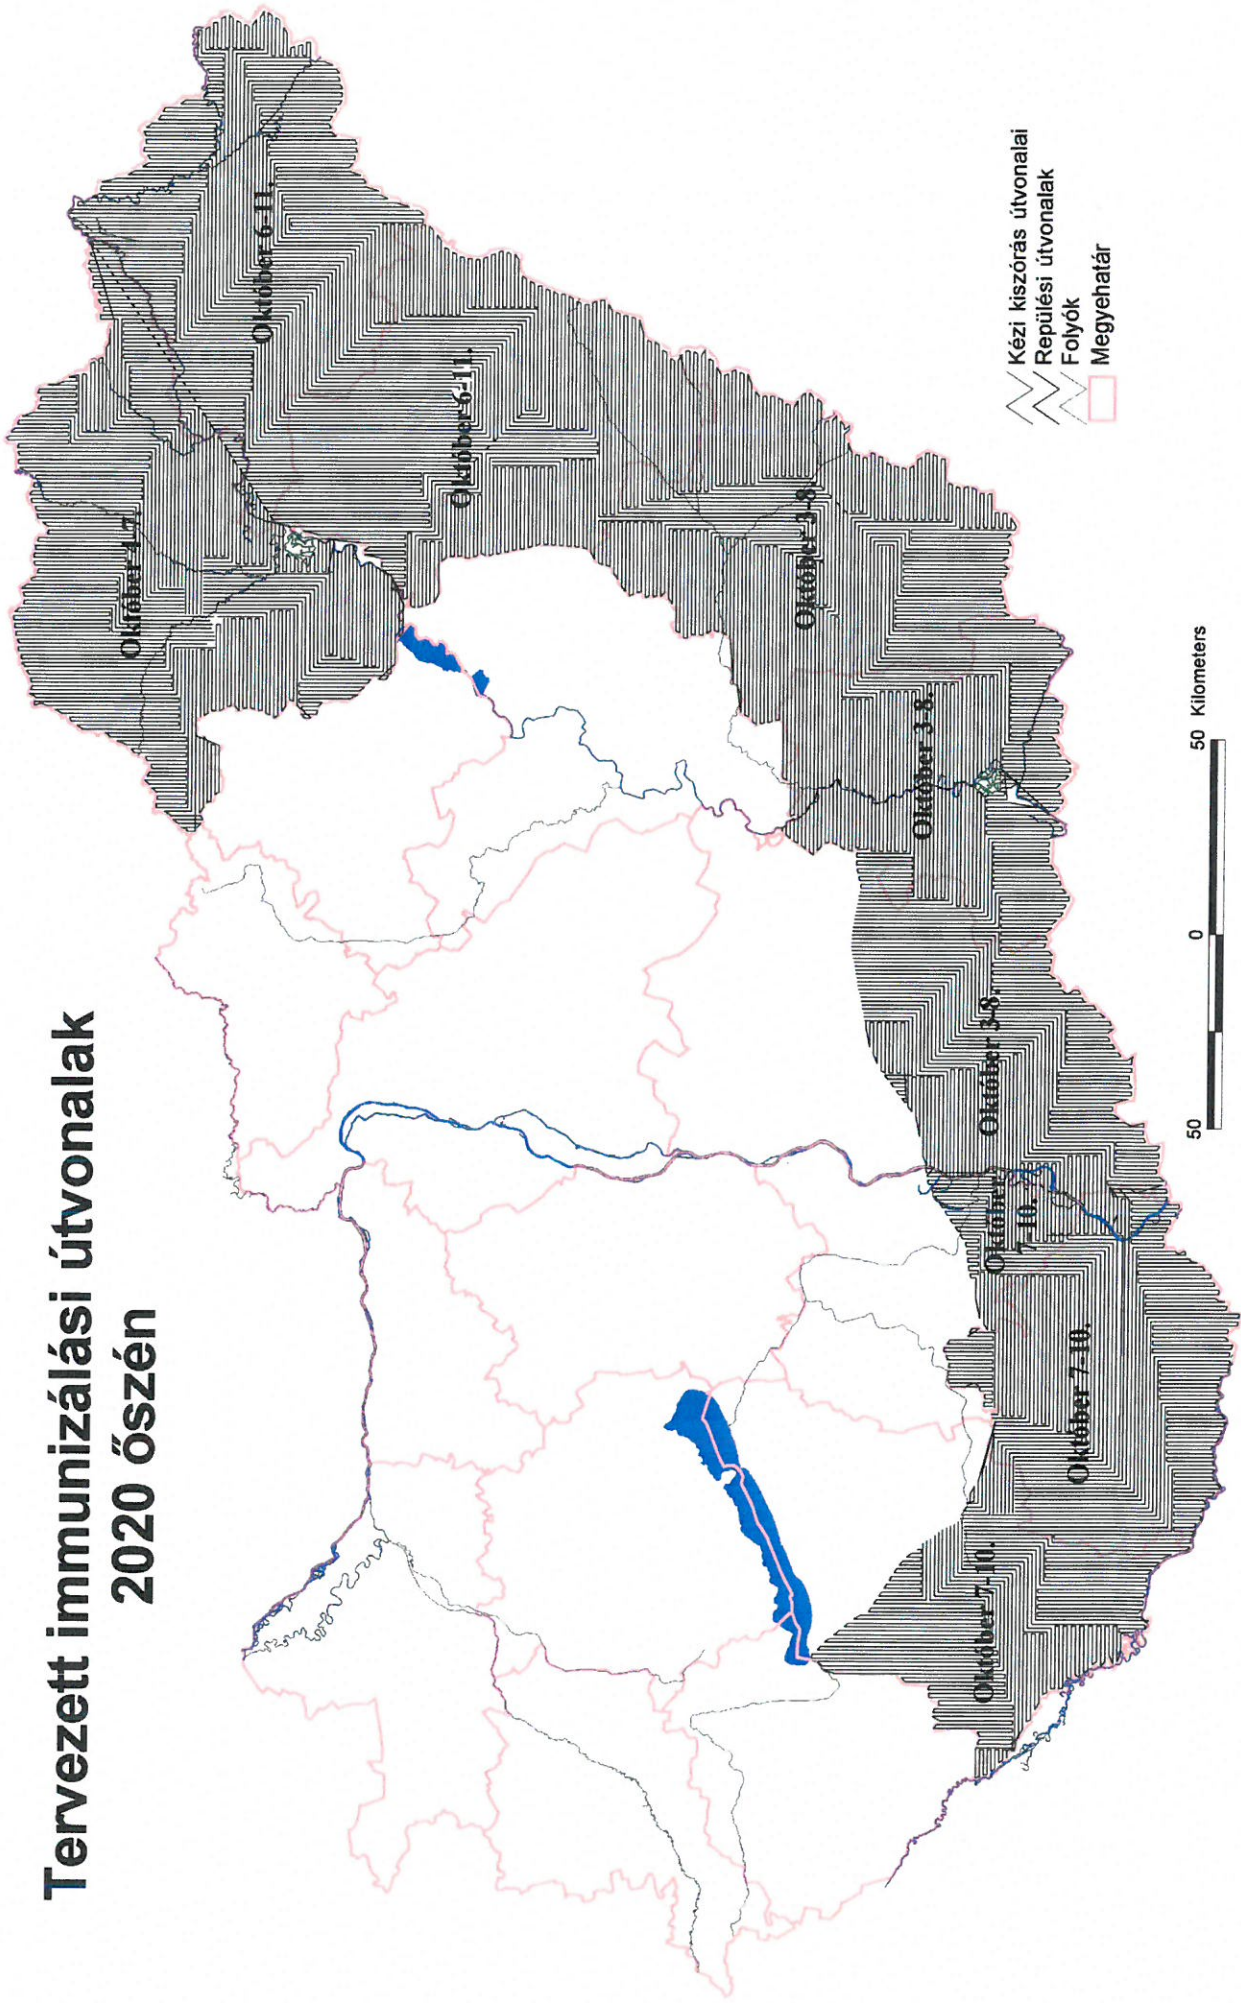 Tervezett immunizálási útvonalak
2020 őszén
Október 4-7.
Október 6-11.
Október 6-11.
Október 3-8.
Október 3-8.
Október 3-8.
Október
7-10.
Október 7-10.
Október 7-10.
Kézi kiszórás útvonalai
Repülési útvonalak
Folyók
Megyehatár
50
0
50 Kilometers